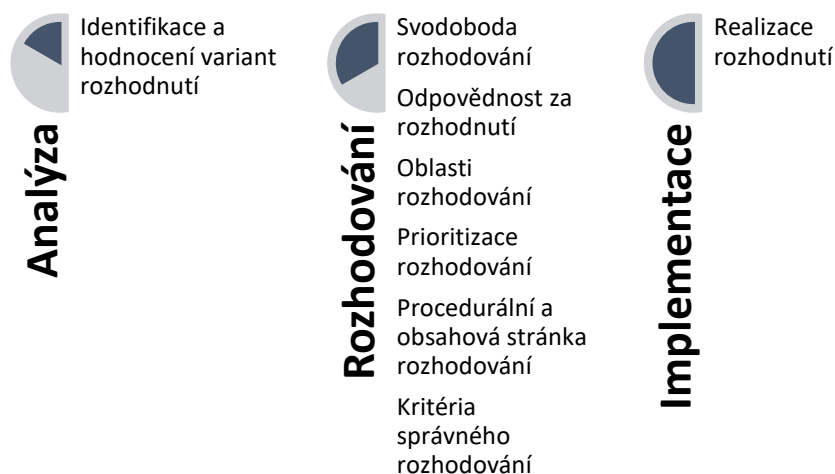 Identifikace a
hodnocení variant
rozhodnutí
Analýza
Svodoboda
rozhodování
Odpovědnost za
rozhodnutí
Oblasti
rozhodování
Prioritizace
rozhodování
Procedurální a
obsahová stránka
rozhodování
Kritéria
správného
rozhodování
Rozhodování
Realizace
rozhodnutí
Implementace